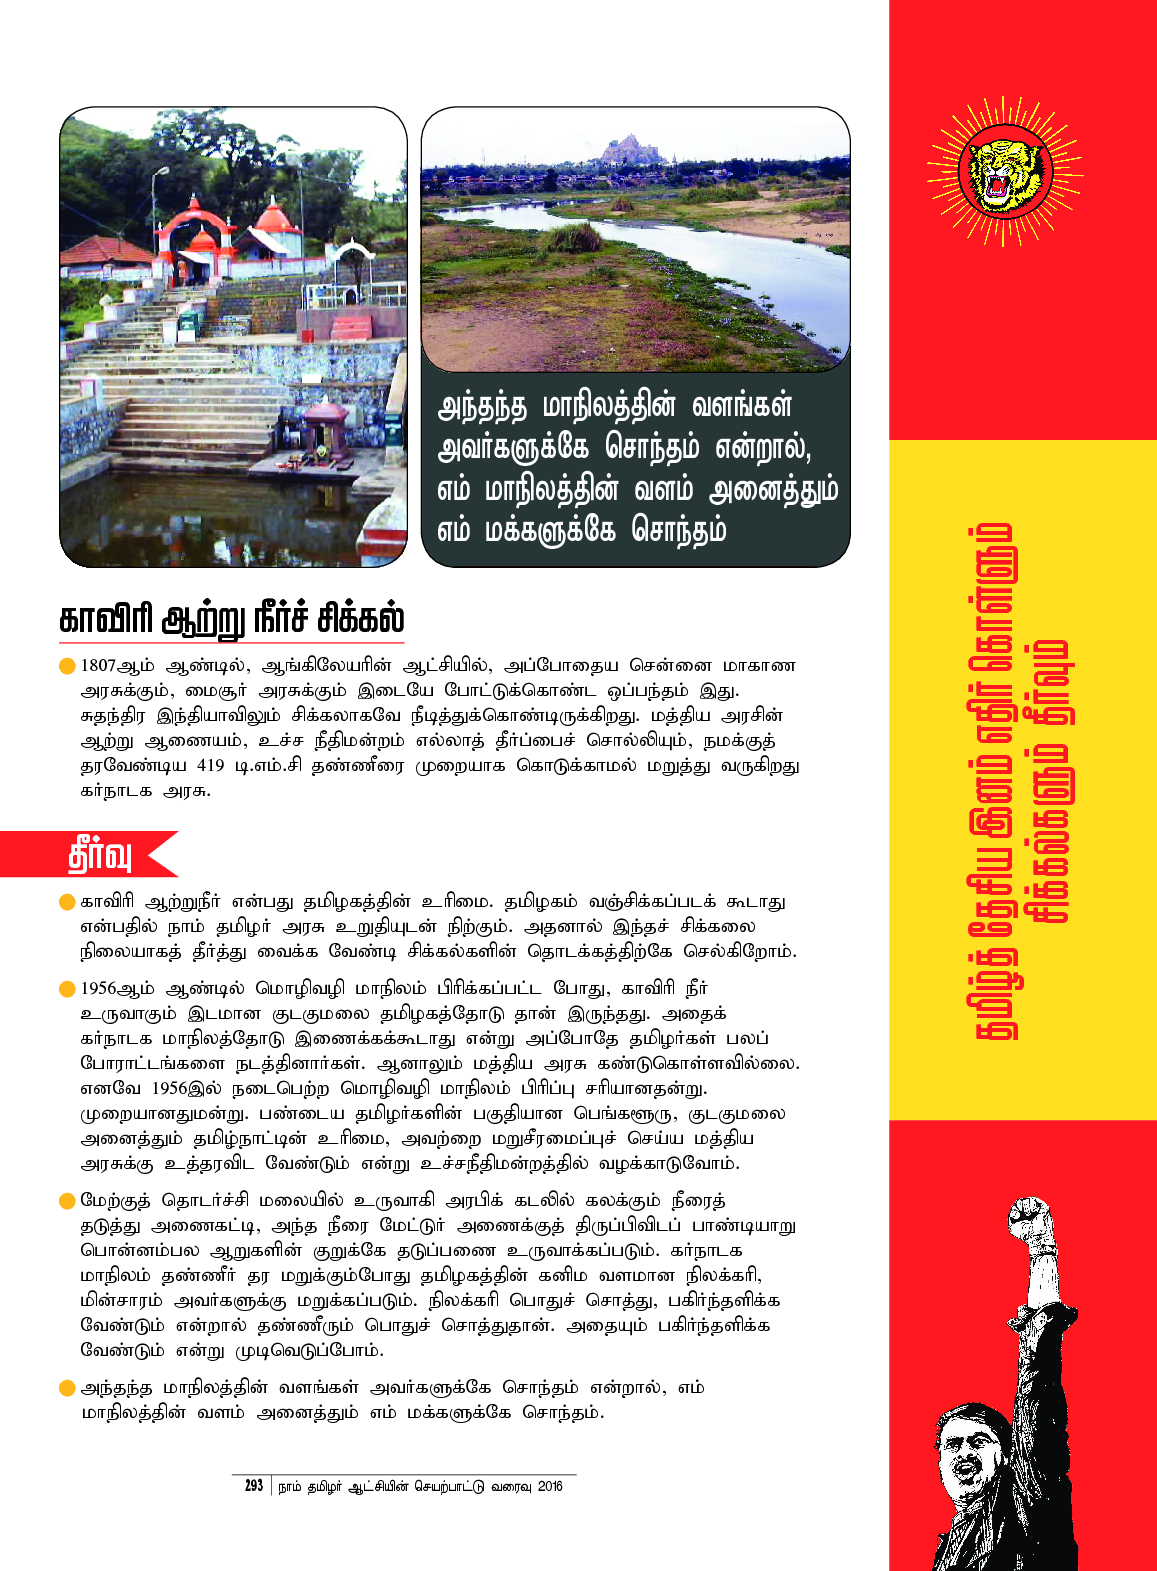 அந்தந்த மாநிலத்தின் வளங்கள்
அவர்களுக்கே சொந்தம் என்றால்,
எம் மாநிலத்தின் வளம் அனைத்தும்
எம் மக்களுக்கே சொந்தம்
காவிரி ஆற்று நீர்ச் சிக்கல்
1807ஆம் ஆண்டில், ஆங்கிலேயரின் ஆட்சியில், அப்போதைய சென்னை மாகாண
அரசுக்கும், மைசூர் அரசுக்கும் இடையே போட்டுக்கொண்ட ஒப்பந்தம் இது.
சுதந்திர இந்தியாவிலும் சிக்கலாகவே நீடித்துக்கொண்டிருக்கிறது. மத்திய அரசின்
ஆற்று ஆணையம், உச்ச நீதிமன்றம் எல்லாத் தீர்ப்பைச் சொல்லியும், நமக்குத்
தரவேண்டிய 419 டி.எம்.சி தண்ணீரை முறையாக கொடுக்காமல் மறுத்து வருகிறது
கர்நாடக அரசு.
தீர்வு
காவிரி ஆற்றுநீர் என்பது தமிழகத்தின் உரிமை. தமிழகம் வஞ்சிக்கப்படக் கூடாது
என்பதில் நாம் தமிழர் அரசு உறுதியுடன் நிற்கும். அதனால் இந்தச் சிக்கலை
நிலையாகத் தீர்த்து வைக்க வேண்டி சிக்கல்களின் தொடக்கத்திற்கே செல்கிறோம்.
1956ஆம் ஆண்டில் மொழிவழி மாநிலம் பிரிக்கப்பட்ட போது, காவிரி நீர்
உருவாகும் இடமான குடகுமலை தமிழகத்தோடு தான் இருந்தது. அதைக்
கர்நாடக மாநிலத்தோடு இணைக்கக்கூடாது என்று அப்போதே தமிழர்கள் பலப்
போராட்டங்களை நடத்தினார்கள். ஆனாலும் மத்திய அரசு கண்டுகொள்ளவில்லை.
எனவே 1956இல் நடைபெற்ற மொழிவழி மாநிலம் பிரிப்பு சரியானதன்று.
முறையானதுமன்று. பண்டைய தமிழர்களின் பகுதியான பெங்களூரு, குடகுமலை
அனைத்தும் தமிழ்நாட்டின் உரிமை, அவற்றை மறுசீரமைப்புச் செய்ய மத்திய
அரசுக்கு உத்தரவிட வேண்டும் என்று உச்சநீதிமன்றத்தில் வழக்காடுவோம்.
மேற்குத் தொடர்ச்சி மலையில் உருவாகி அரபிக் கடலில் கலக்கும் நீரைத்
தடுத்து அணைகட்டி, அந்த நீரை மேட்டுர் அணைக்குத் திருப்பிவிடப் பாண்டியாறு
பொன்னம்பல ஆறுகளின் குறுக்கே தடுப்பணை உருவாக்கப்படும். கர்நாடக
மாநிலம் தண்ணீர் தர மறுக்கும்போது தமிழகத்தின் கனிம வளமான நிலக்கரி,
மின்சாரம் அவர்களுக்கு மறுக்கப்படும். நிலக்கரி பொதுச் சொத்து, பகிர்ந்தளிக்க
வேண்டும் என்றால் தண்ணீரும் பொதுச் சொத்துதான். அதையும் பகிர்ந்தளிக்க
வேண்டும் என்று முடிவெடுப்போம்.
அந்தந்த மாநிலத்தின் வளங்கள் அவர்களுக்கே சொந்தம் என்றால், எம்
மாநிலத்தின் வளம் அனைத்தும் எம் மக்களுக்கே சொந்தம்.
293 நாம் தமிழர் ஆட்சியின் செயற்பாட்டு வரைவு 2016
தமிழ்த் தேசிய இனம் எதிர் கொள்ளும்
சிக்கல்களும் தீர்வும்